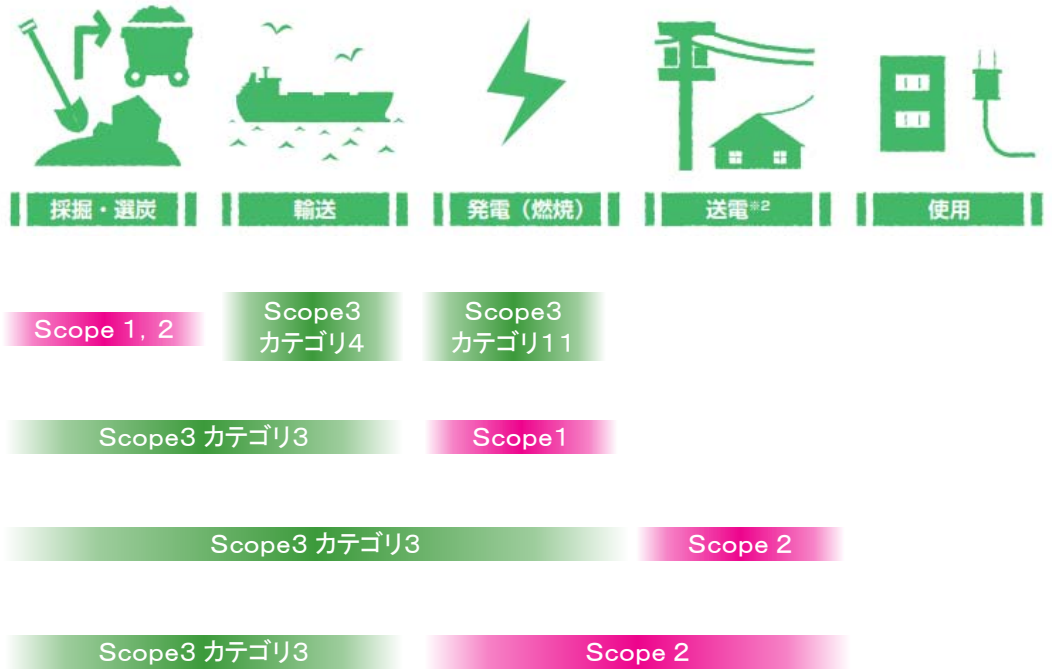 採掘・選炭
輸送
発電（燃焼）
送電※2
使用
Scope 1, 2
Scope3
カテゴリ4
Scope3
カテゴリ11
Scope3 カテゴリ3
Scope1
Scope3 カテゴリ3
Scope 2
Scope3 カテゴリ3
Scope 2